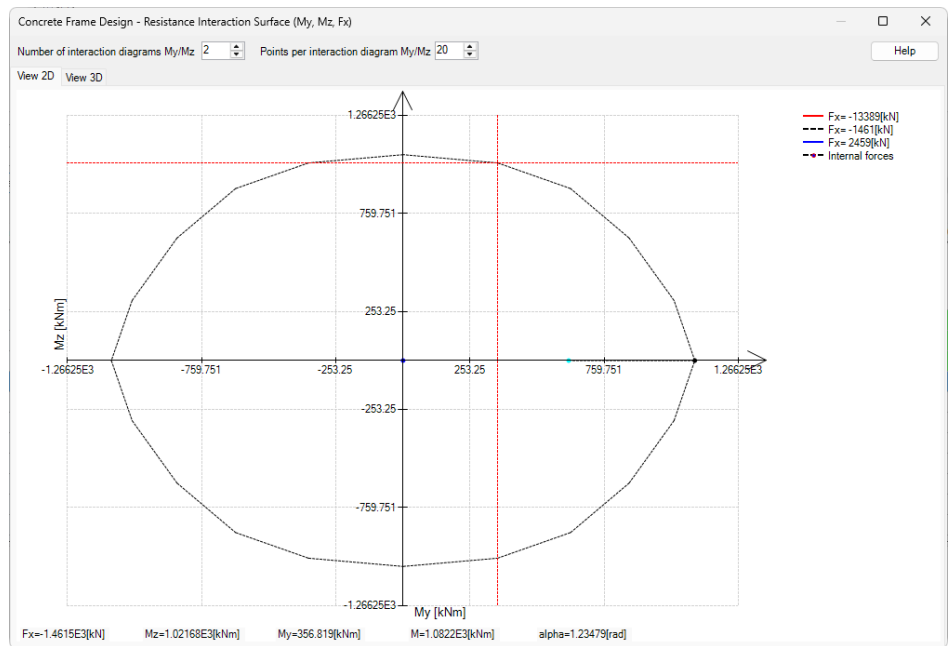 Concrete Frame Design - Resistance Interaction Surface (My, Mz, Fx)
Number of interaction diagrams My/Mz 2 Points per interaction diagram My/Mz 20 Help
View 2D View 3D
1.26625E3
Fx= -13389[kN]
Fx= -1461[kN]
Fx= 2459[kN]
Internal forces
759.751
253.25
Mz [kNm]
-1.26625E3 -759.751 -253.25 253.25 759.751 1.26625E3
-253.25
-759.751
-1.26625E3
My [kNm]
Fx=-1.4615E3[kN] Mz=1.02168E3[kNm] My=356.819[kNm] M=1.0822E3[kNm] alpha=1.23479[rad]